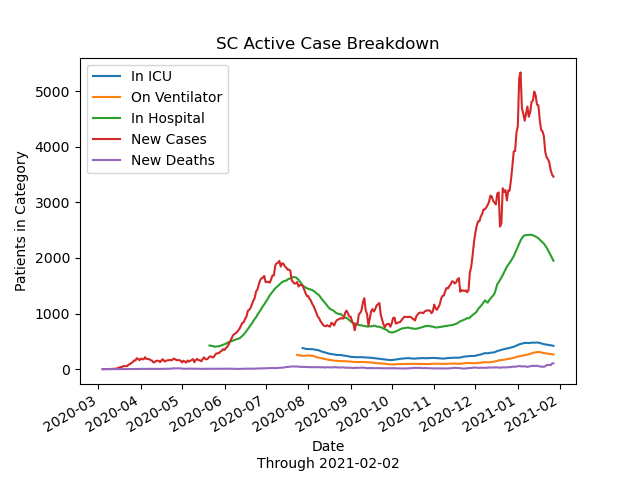 SC Active Case Breakdown
In ICU
On Ventilator
In Hospital
New Cases
New Deaths
Patients in Category
5000
4000
3000
2000
1000
0
2020-03
2020-04
2020-05
2020-06
2020-07
2020-08
2020-09
2020-10
2020-11
2020-12
2021-01
2021-02
Date
Through 2021-02-02